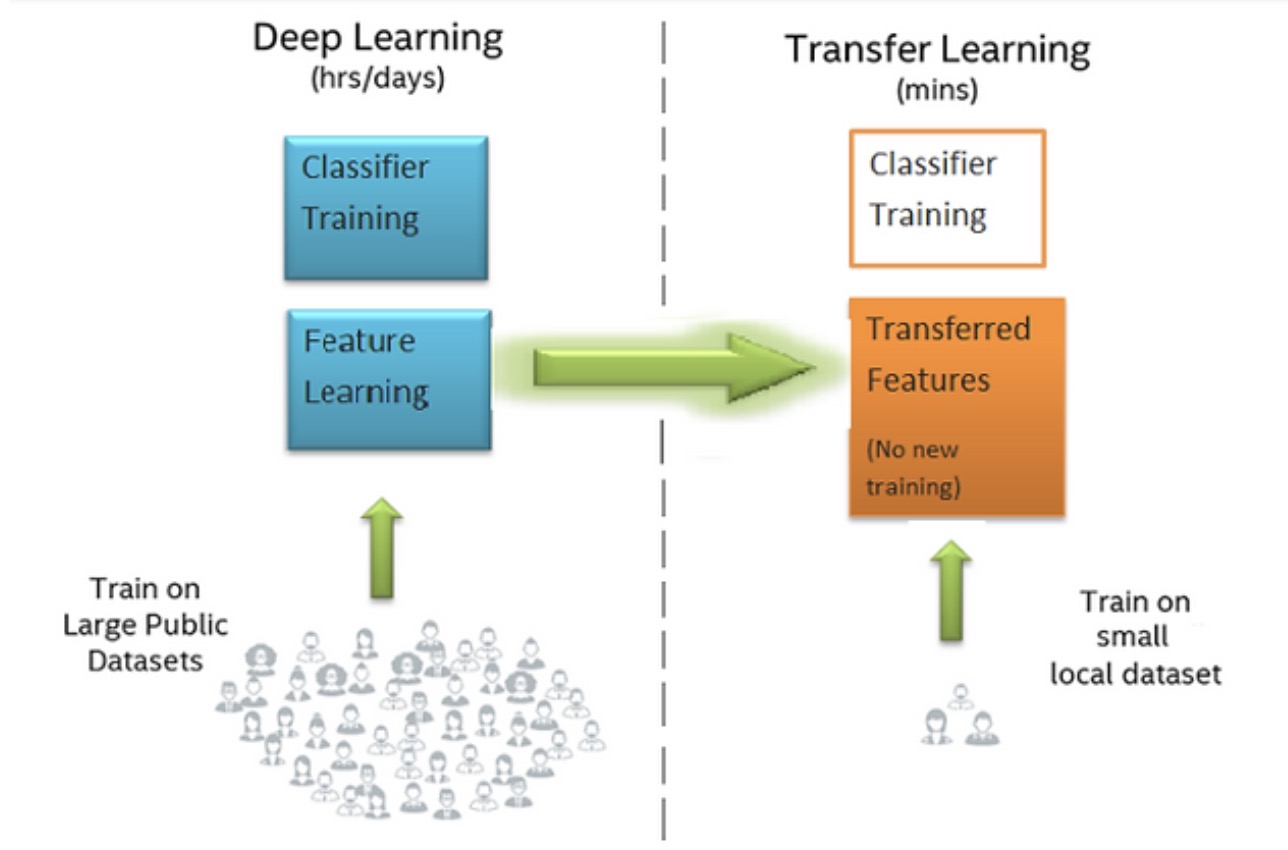 Deep Learning
(hrs/days)
Classifier
Training
Feature
Learning
Train on
Large Public
Datasets
Transfer Learning
(mins)
Classifier
Training
Transferred
Features
(No new
training)
Train on
small
local dataset